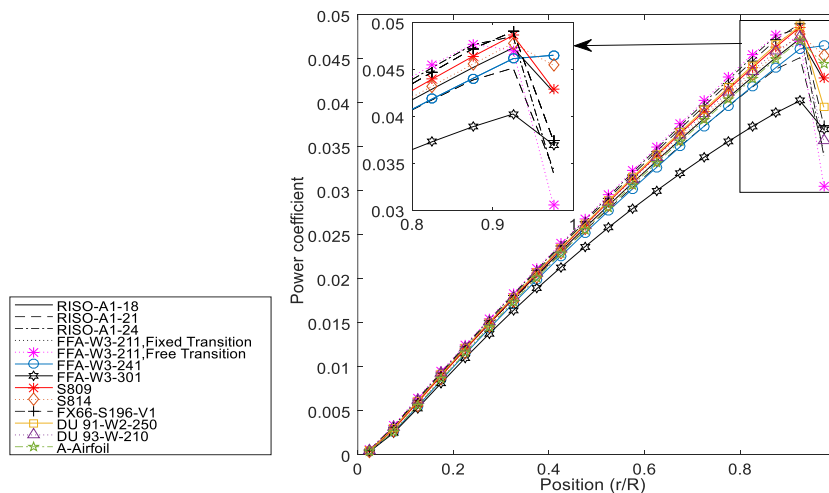 0.05
0.045
0.04
0.035
0.03
0.025
0.02
0.015
0.01
0.005
0
0.05
0.045
0.04
0.035
0.03
0.8
0.9
1
Power coefficient
0
0.2
0.4
0.6
0.8
Position (r/R)
RISO-A1-18
RISO-A1-21
RISO-A1-24
FFA-W3-211,Fixed Transition
FFA-W3-211,Free Transition
FFA-W3-241
FFA-W3-301
S809
S814
FX66-S196-V1
DU 91-W2-250
DU 93-W-210
A-Airfoil